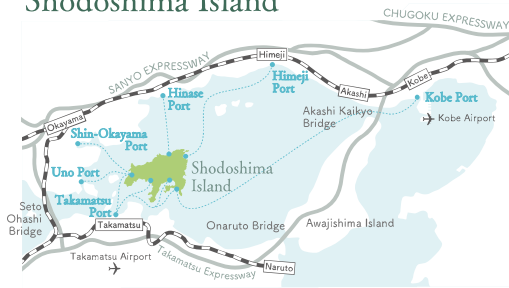 Shodoshima Island
CHUGOKU EXPRESSWAY
SANYO EXPRESSWAY
Himeji
Kobe
Himeji
Port
Akashi
Hinase
Port
Kobe Port
Akashi Kaikyo
Bridge
Kobe Airport
Okayama
Shin-Okayama
Port
Uno Port
Shodoshima
Island
Takamatsu
Port
Seto
Ohashi
Bridge
Takamatsu
Onaruto Bridge
Awajishima Island
Takamatsu Airport
Takamatsu Expressway
Naruto